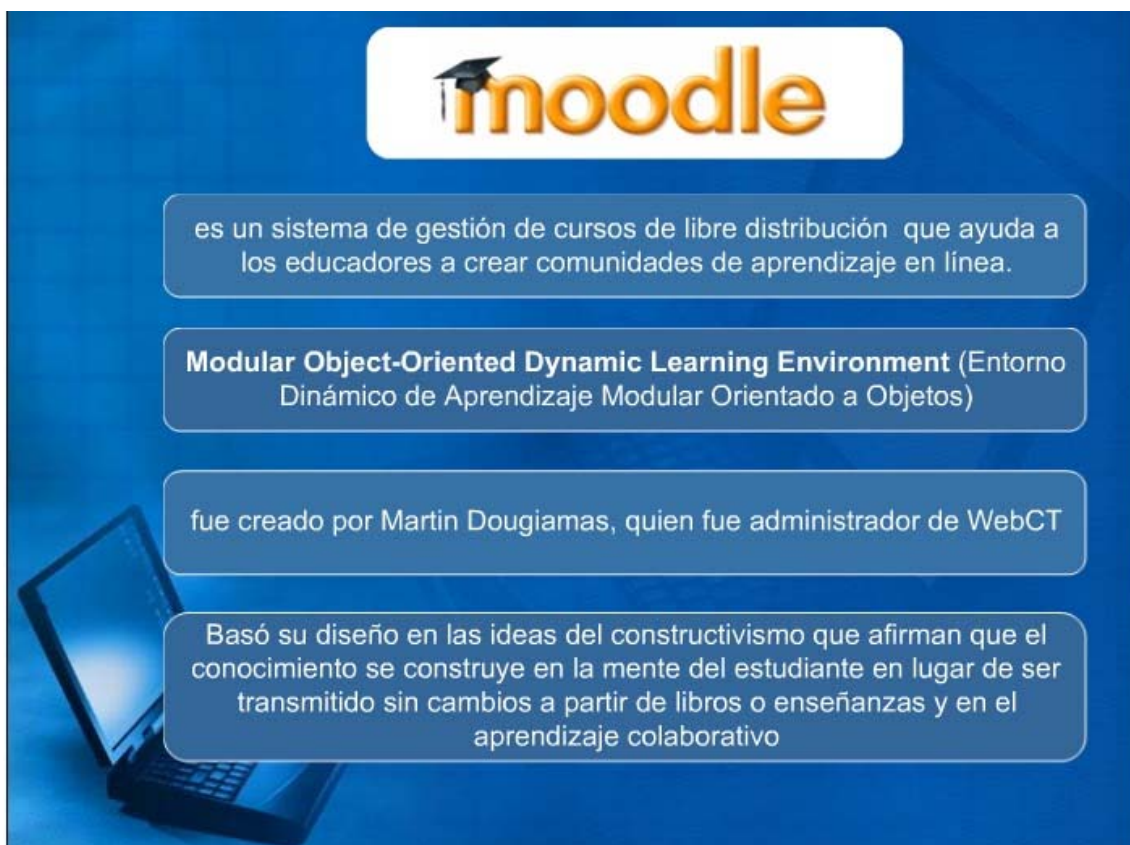 moodle
es un sistema de gestión de cursos de libre distribución que ayuda a
los educadores a crear comunidades de aprendizaje en línea.
Modular Object-Oriented Dynamic Learning Environment (Entorno
Dinámico de Aprendizaje Modular Orientado a Objetos)
fue creado por Martin Dougiamas, quien fue administrador de WebCT
Basó su diseño en las ideas del constructivismo que afirman que el
conocimiento se construye en la mente del estudiante en lugar de ser
transmitido sin cambios a partir de libros o enseñanzas y en el
aprendizaje colaborativo